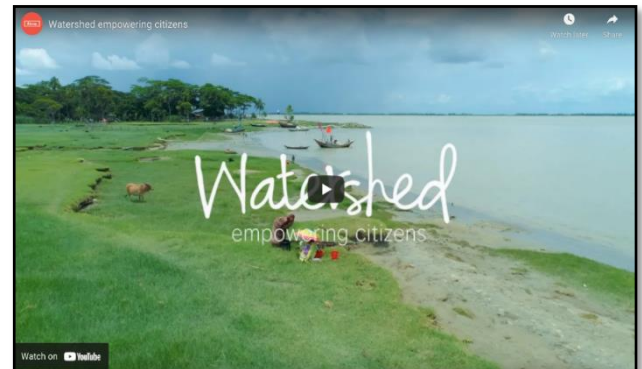 Watershed empowering citizens
Watch later
Share
Watershed
empowering citizens
Watch on YouTube